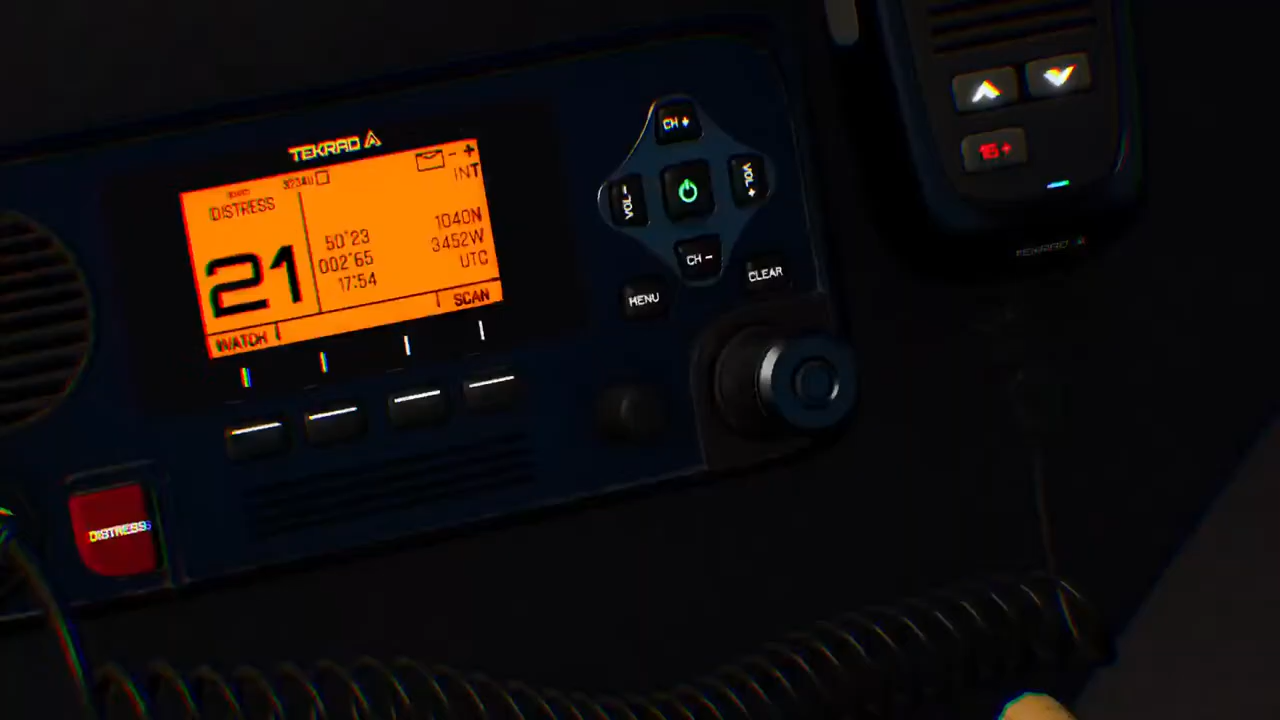 TEKRAD
DISTRESS
INT
21
50°23
1040N
002°65
3452W
17:54
UTC
WATCH
SCAN
CH +
VOL -
VOL +
CH -
MENU
CLEAR
DISTRESS
16+
TEKRAD